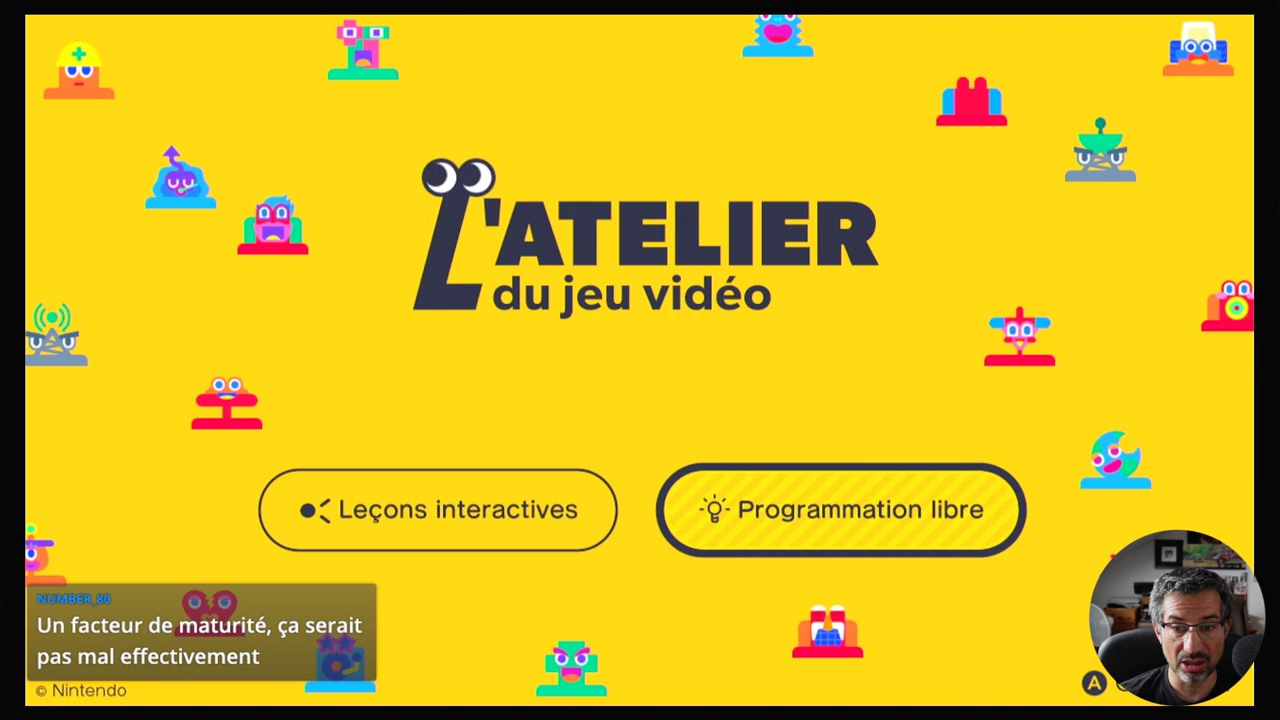 L'ATELIER
du jeu vidéo
Leçons interactives
Programmation libre
NUMBER_80
Un facteur de maturité, ça serait
pas mal effectivement
© Nintendo
A